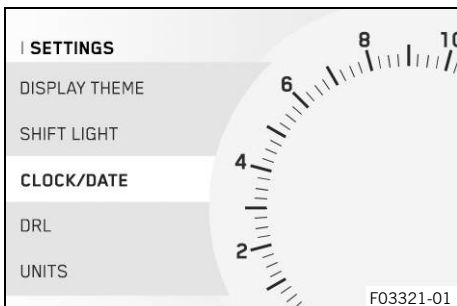 | SETTINGS
DISPLAY THEME
SHIFT LIGHT
CLOCK/DATE
DRL
UNITS
2
4
6
8
10
F03321-01